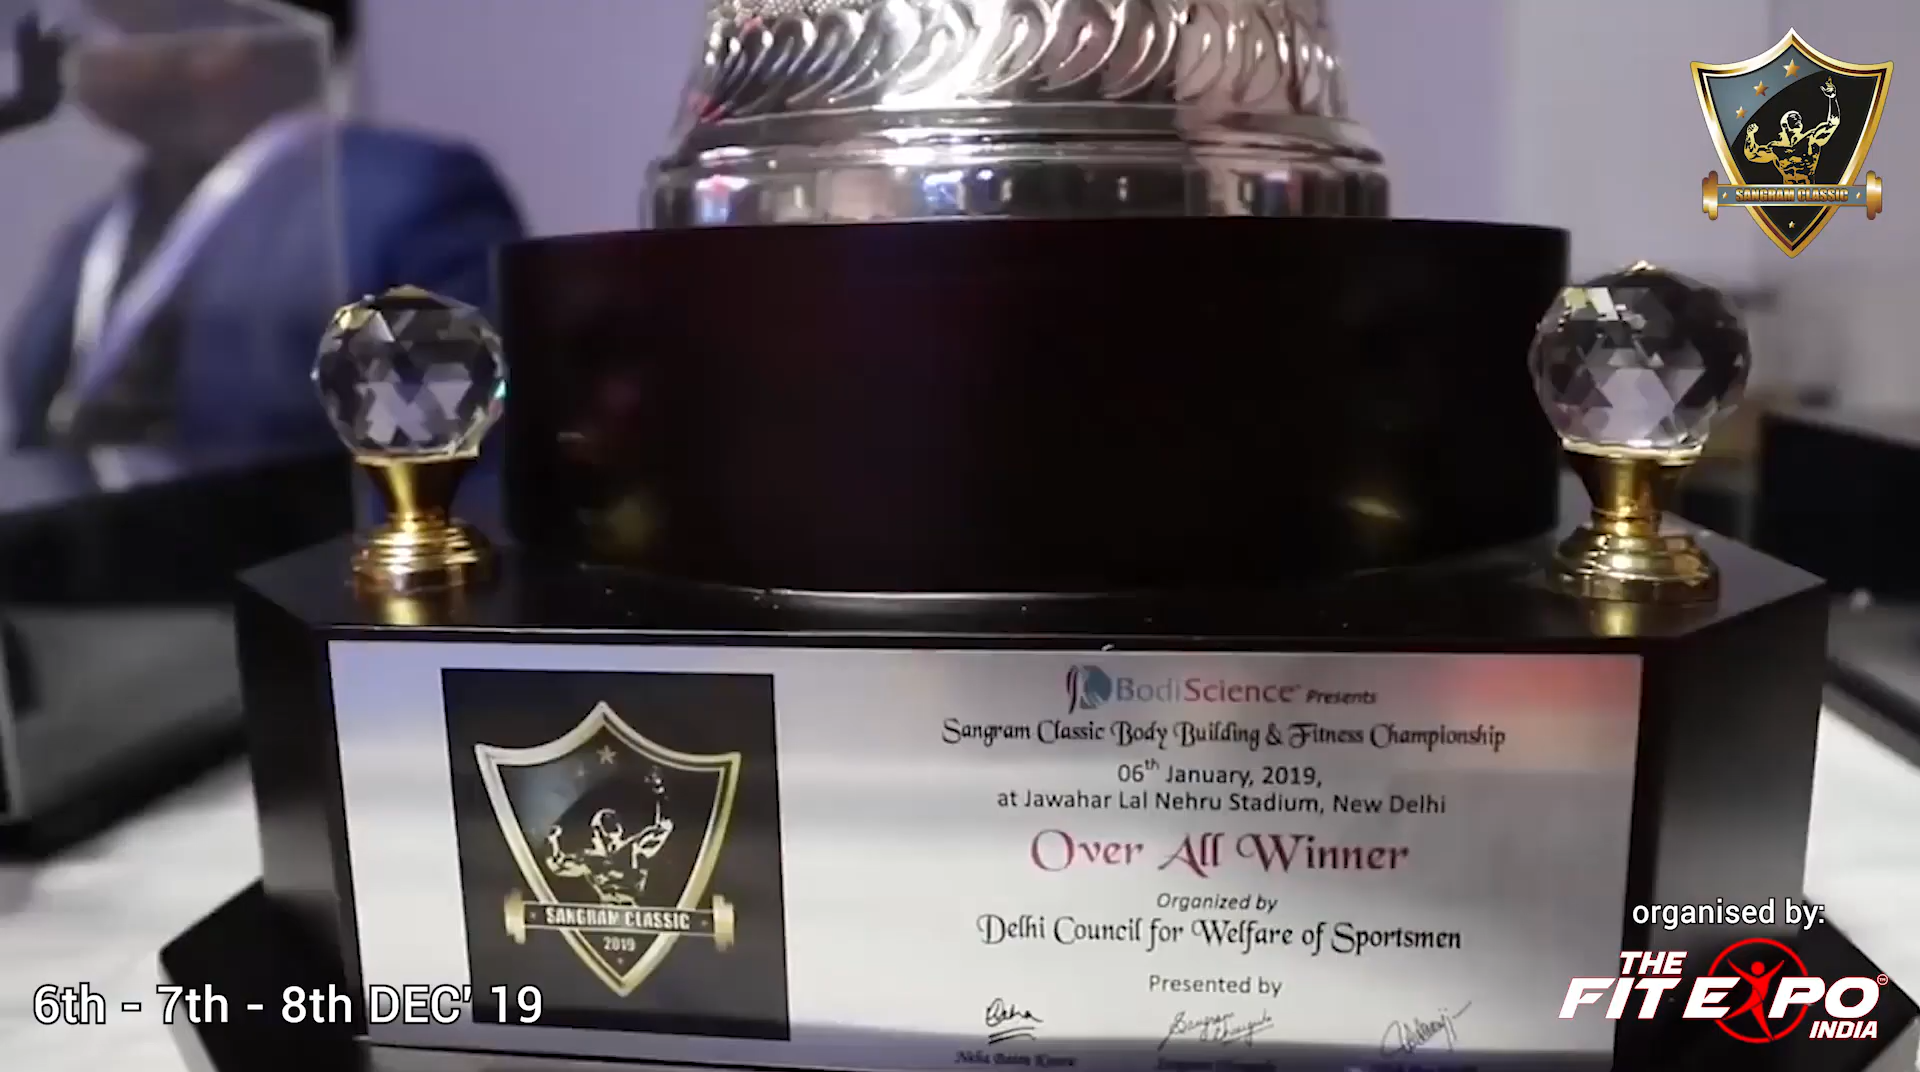 SANGRAM CLASSIC
BodiScience Presents
Sangram Classic Body Building & Fitness Championship
06th January, 2019,
at Jawahar Lal Nehru Stadium, New Delhi
Over All Winner
Organized by
Delhi Council for Welfare of Sportsmen
Presented by
SANGRAM CLASSIC
2019
6th - 7th - 8th DEC' 19
organised by:
THE
FIT EXPO™
INDIA